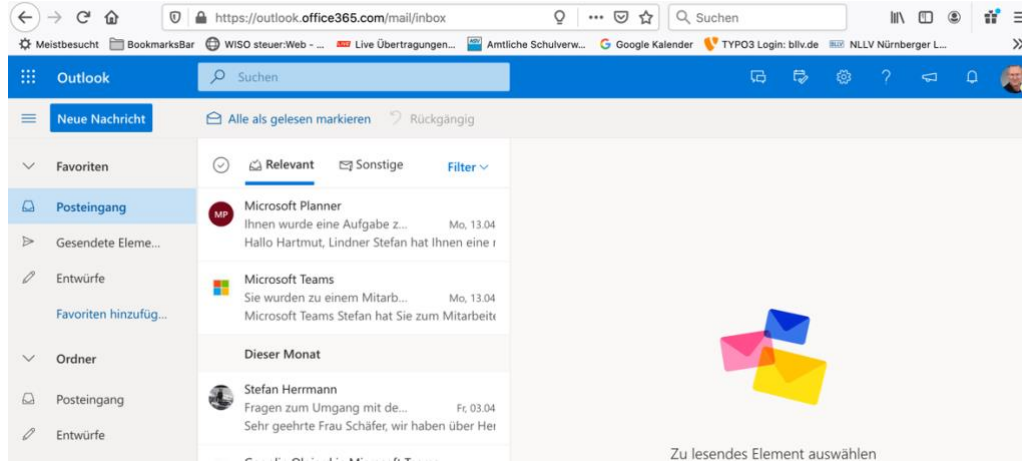 https://outlook.office365.com/mail/inbox
Suchen
Meistbesucht BookmarksBar WISO steuer:Web - ... Live Übertragungen... Amtliche Schulverw... Google Kalender TYPO3 Login: bllv.de NLLV Nürnberger L...
Outlook
Suchen
Neue Nachricht
Alle als gelesen markieren Rückgängig
Favoriten
Posteingang
Gesendete Eleme...
Entwürfe
Favoriten hinzufüg...
Ordner
Posteingang
Entwürfe
Relevant Sonstige Filter
MP
Microsoft Planner
Ihnen wurde eine Aufgabe z... Mo, 13.04
Hallo Hartmut, Lindner Stefan hat Ihnen eine
Microsoft Teams
Sie wurden zu einem Mitarb... Mo, 13.04
Microsoft Teams Stefan hat Sie zum Mitarbeite
Dieser Monat
Stefan Herrmann
Fragen zum Umgang mit de... Fr, 03.04
Sehr geehrte Frau Schäfer, wir haben über Her
Zu lesendes Element auswählen